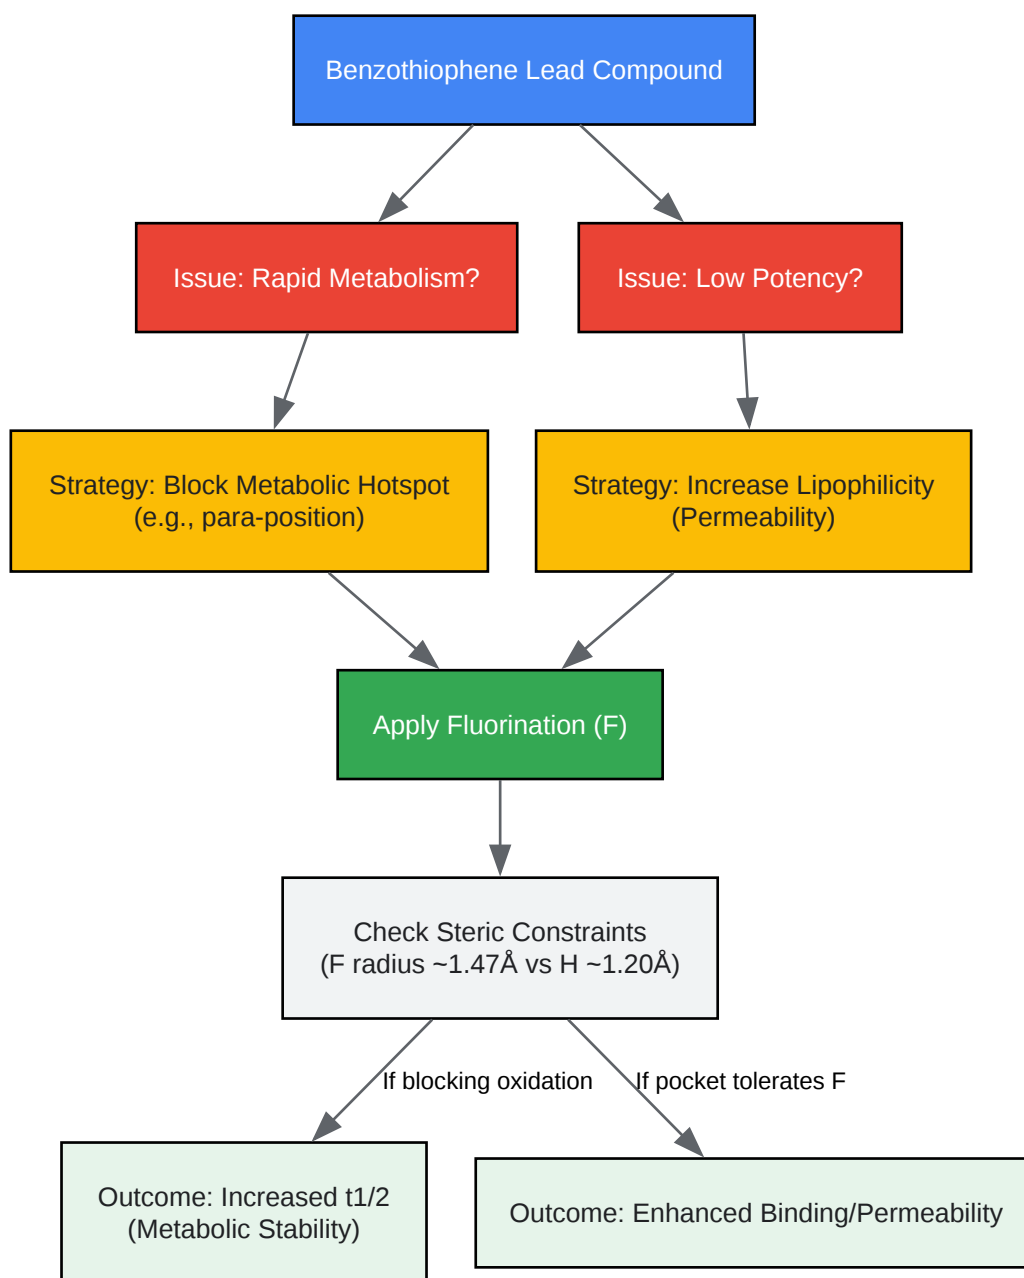 Benzothiophene Lead Compound
Issue: Rapid Metabolism?
Issue: Low Potency?
Strategy: Block Metabolic Hotspot
(e.g., para-position)
Strategy: Increase Lipophilicity
(Permeability)
Apply Fluorination (F)
Check Steric Constraints
(F radius ~1.47Å vs H ~1.20Å)
If blocking oxidation
If pocket tolerates F
Outcome: Increased t1/2
(Metabolic Stability)
Outcome: Enhanced Binding/Permeability